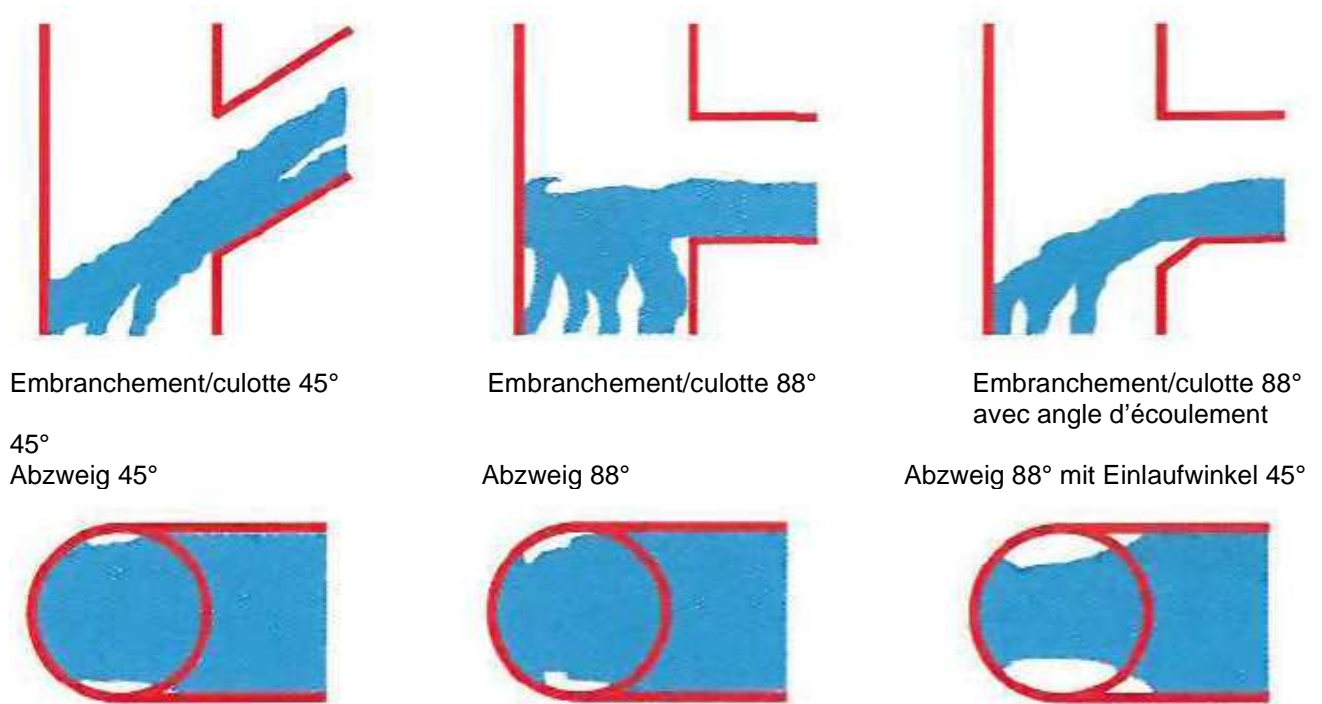 Embranchement/culotte 45° Embranchement/culotte 88° Embranchement/culotte 88°
avec angle d'écoulement
45°
Abzweig 45° Abzweig 88° Abzweig 88° mit Einlaufwinkel 45°